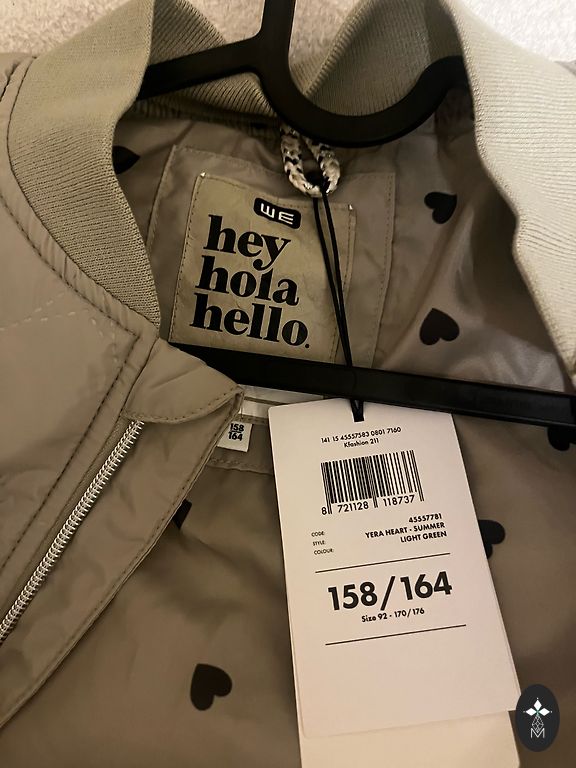 WE
hey
hola
hello.
158
164
141 15 45557583 0801 7160
Kfashion 211
8 721128 118737
CODE: 45557781
STYLE: YERA HEART - SUMMER
COLOUR: LIGHT GREEN
158/164
Size 92 - 170/176
M